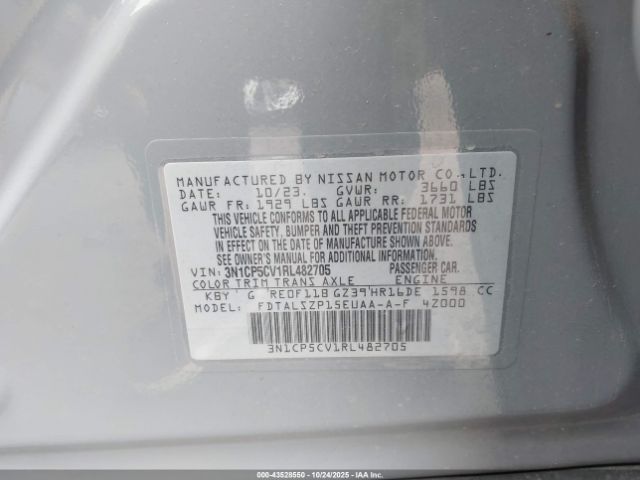 MANUFACTURED BY NISSAN MOTOR CO.,LTD.
DATE: 10/23. GVWR: 3660 LBS
GAWR FR: 1929 LBS GAWR RR: 1731 LBS
THIS VEHICLE CONFORMS TO ALL APPLICABLE FEDERAL MOTOR
VEHICLE SAFETY, BUMPER AND THEFT PREVENTION STANDARDS
IN EFFECT ON THE DATE OF MANUFACTURE SHOWN ABOVE.
SEE OWNER'S MANUAL FOR ADDITIONAL INFORMATION.
VIN: 3N1CP5CV1RL482705 PASSENGER CAR.
COLOR TRIM TRANS AXLE ENGINE
KBY G RE0F11B GZ39 HR16DE 1598 CC
MODEL: FDTALSZP15EUAA-A-F 4Z000
3N1CP5CV1RL482705
000-43528550 | 10/24/2025 | IAAI.COM